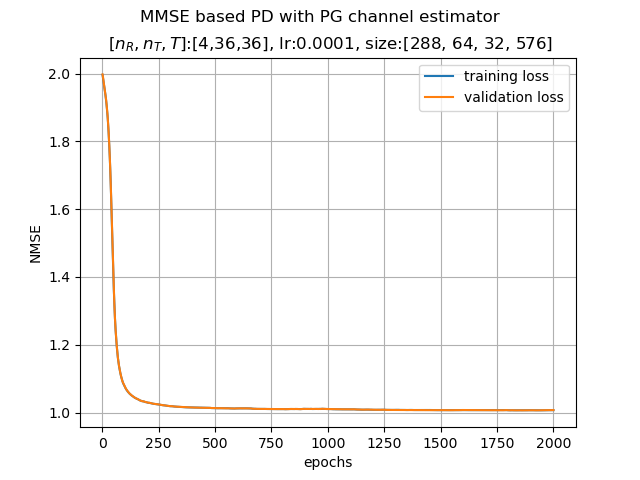 MMSE based PD with PG channel estimator
[n_R, n_T, T]:[4,36,36], lr:0.0001, size:[288, 64, 32, 576]
training loss
validation loss
NMSE
2.0
1.8
1.6
1.4
1.2
1.0
0 250 500 750 1000 1250 1500 1750 2000
epochs